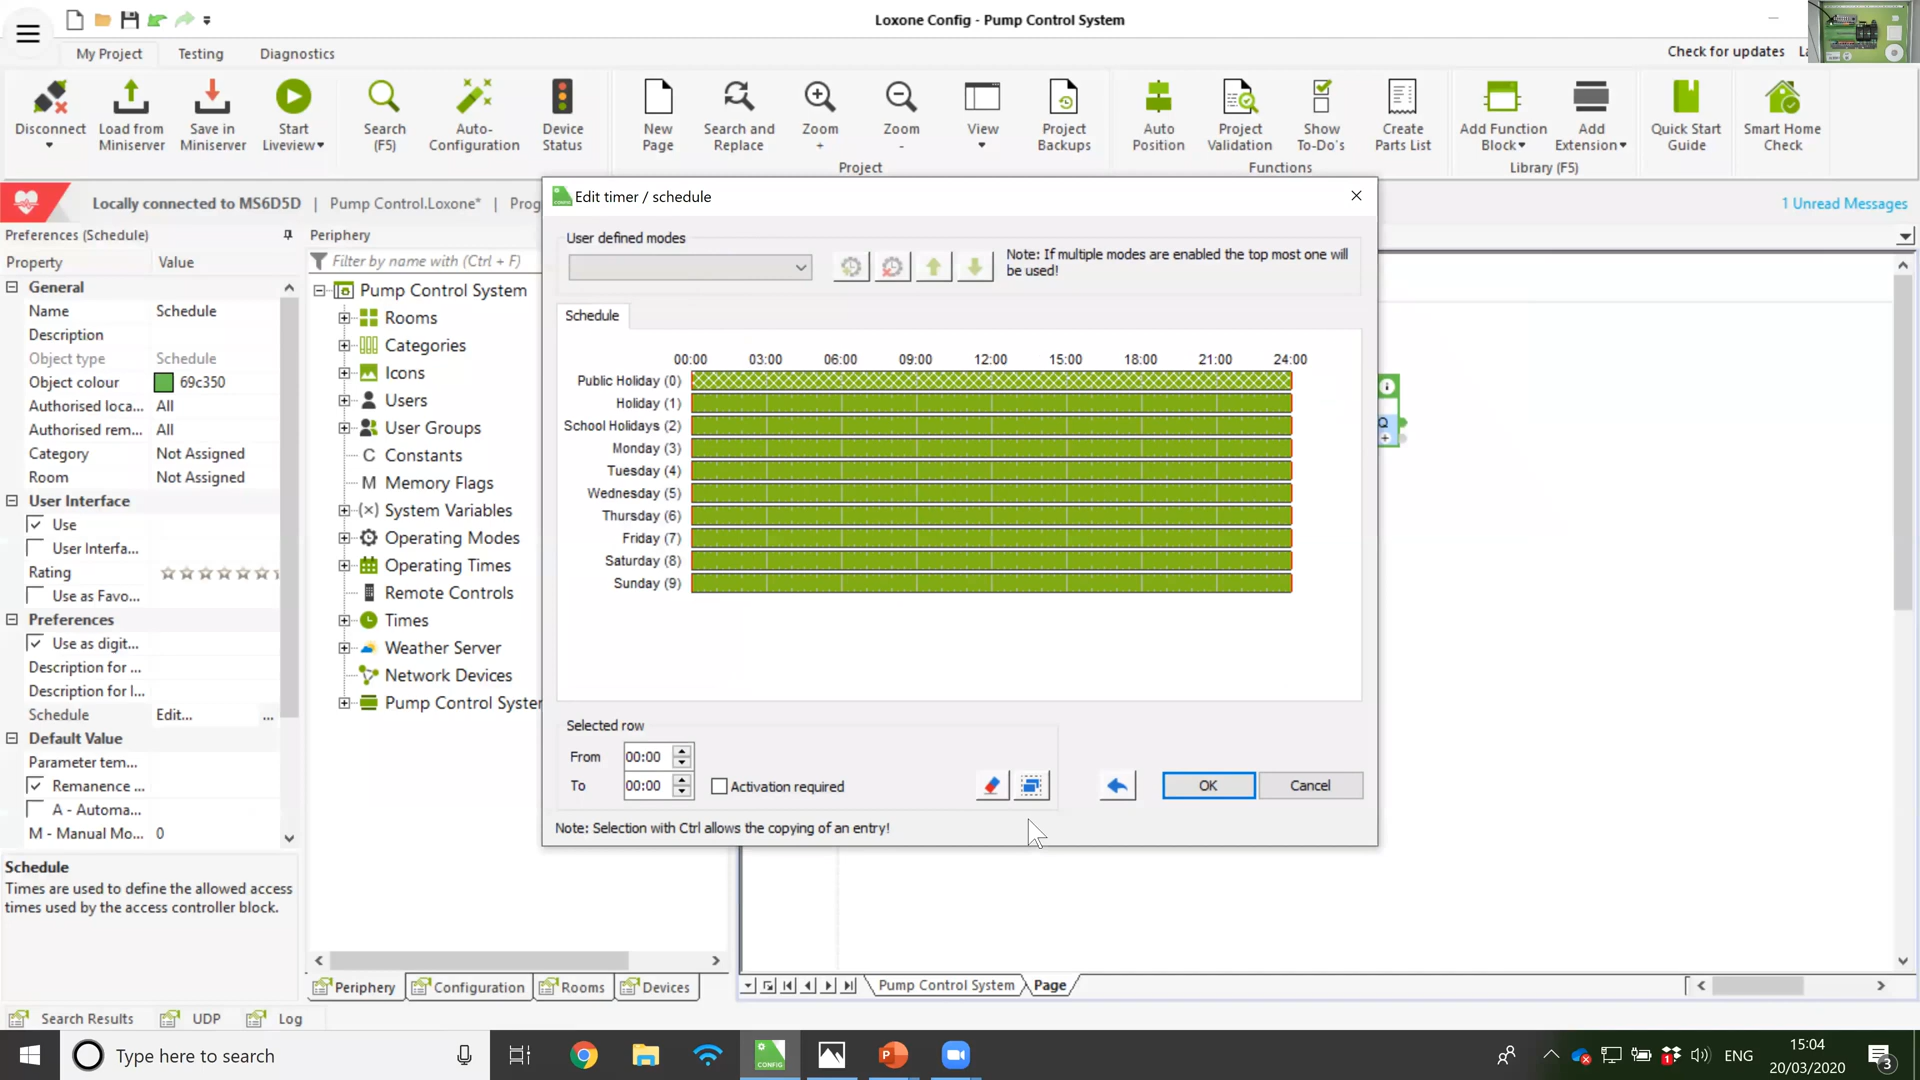 Loxone Config - Pump Control System
My Project
Testing
Diagnostics
Check for updates
Disconnect
Load from Miniserver
Save in Miniserver
Start Liveview
Search (F5)
Auto-Configuration
Device Status
New Page
Search and Replace
Zoom +
Zoom -
View
Project Backups
Auto Position
Project Validation
Show To-Do's
Create Parts List
Add Function Block
Add Extension
Quick Start Guide
Smart Home Check
Project
Functions
Library (F5)
Locally connected to MS6D5D | Pump Control.Loxone* | Prog
1 Unread Messages
Preferences (Schedule)
Property Value
General
Name Schedule
Description
Object type Schedule
Object colour 69c350
Authorised loca... All
Authorised rem... All
Category Not Assigned
Room Not Assigned
User Interface
Use
User Interfa...
Rating
Use as Favo...
Preferences
Use as digit...
Description for ...
Description for l...
Schedule Edit... ...
Default Value
Parameter tem...
Remanence ...
A - Automa...
M - Manual Mo... 0
Schedule
Times are used to define the allowed access
times used by the access controller block.
Periphery
Filter by name with (Ctrl + F)
Pump Control System
Rooms
Categories
Icons
Users
User Groups
C Constants
M Memory Flags
(x) System Variables
Operating Modes
Operating Times
Remote Controls
Times
Weather Server
Network Devices
Pump Control Syster
Periphery
Configuration
Rooms
Devices
Edit timer / schedule
User defined modes
Note: If multiple modes are enabled the top most one will
be used!
Schedule
00:00 03:00 06:00 09:00 12:00 15:00 18:00 21:00 24:00
Public Holiday (0)
Holiday (1)
School Holidays (2)
Monday (3)
Tuesday (4)
Wednesday (5)
Thursday (6)
Friday (7)
Saturday (8)
Sunday (9)
Selected row
From 00:00
To 00:00
Activation required
OK
Cancel
Note: Selection with Ctrl allows the copying of an entry!
Q
Pump Control System
Page
Search Results
UDP
Log
Type here to search
CONFIG
ENG
15:04
20/03/2020
3